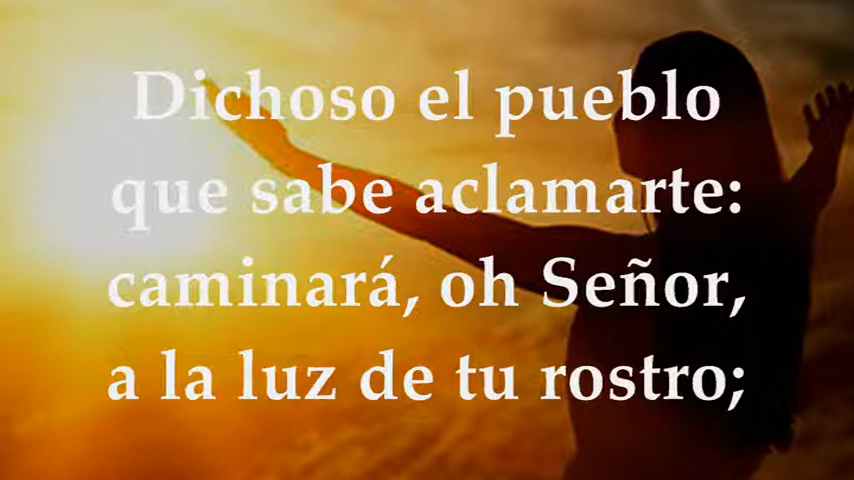 Dichoso el pueblo
que sabe aclamarte:
caminará, oh Señor,
a la luz de tu rostro;